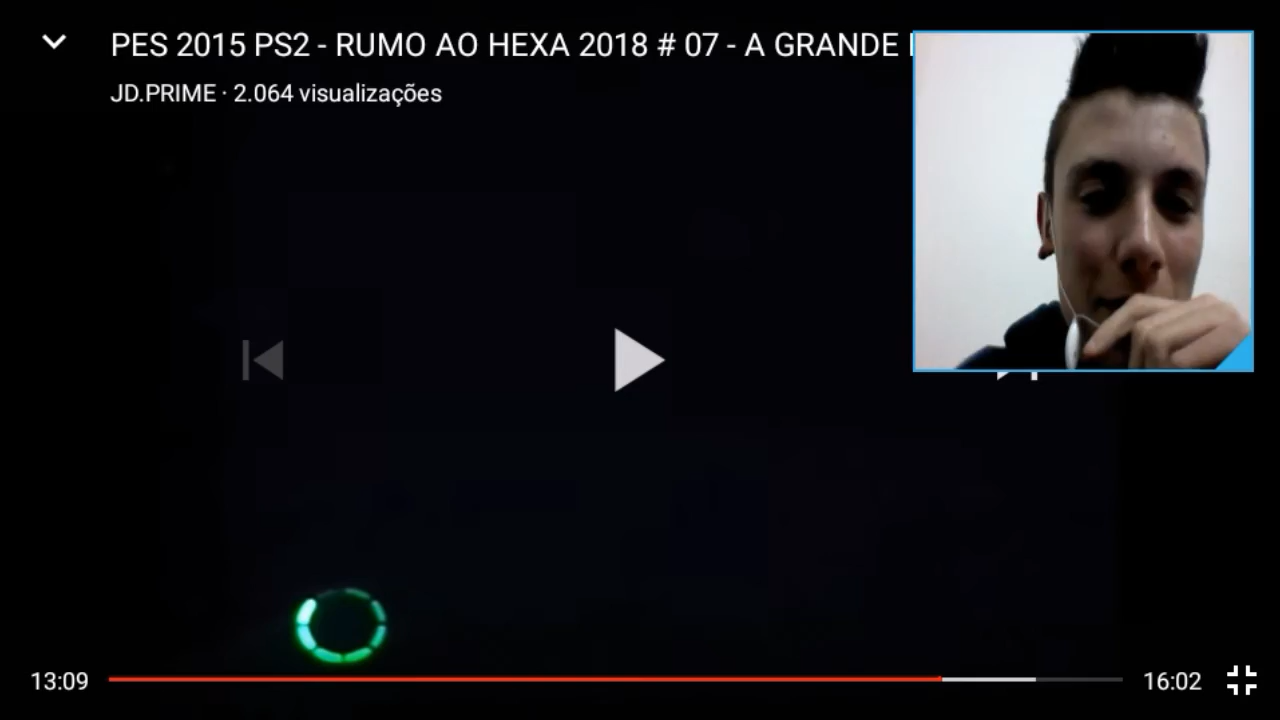 PES 2015 PS2 - RUMO AO HEXA 2018 # 07 - A GRANDE
JD.PRIME · 2.064 visualizações
13:09
16:02